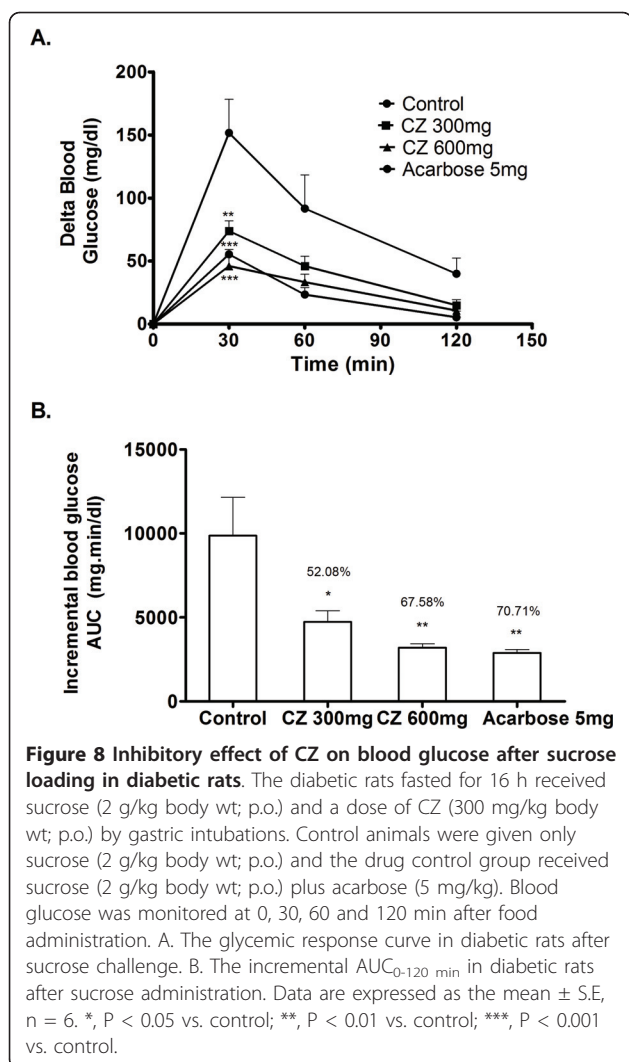 A.
200
150
100
50
0
Delta Blood
Glucose (mg/dl)
Control
CZ 300mg
CZ 600mg
Acarbose 5mg
**
***
***
0 30 60 90 120 150
Time (min)
B.
15000
10000
5000
0
Incremental blood glucose
AUC (mg.min/dl)
52.08%
*
67.58%
**
70.71%
**
Control CZ 300mg CZ 600mg Acarbose 5mg
Figure 8 Inhibitory effect of CZ on blood glucose after sucrose
loading in diabetic rats. The diabetic rats fasted for 16 h received
sucrose (2 g/kg body wt; p.o.) and a dose of CZ (300 mg/kg body
wt; p.o.) by gastric intubations. Control animals were given only
sucrose (2 g/kg body wt; p.o.) and the drug control group received
sucrose (2 g/kg body wt; p.o.) plus acarbose (5 mg/kg). Blood
glucose was monitored at 0, 30, 60 and 120 min after food
administration. A. The glycemic response curve in diabetic rats after
sucrose challenge. B. The incremental AUC0-120 min in diabetic rats
after sucrose administration. Data are expressed as the mean ± S.E,
n = 6. *, P < 0.05 vs. control; **, P < 0.01 vs. control; ***, P < 0.001
vs. control.